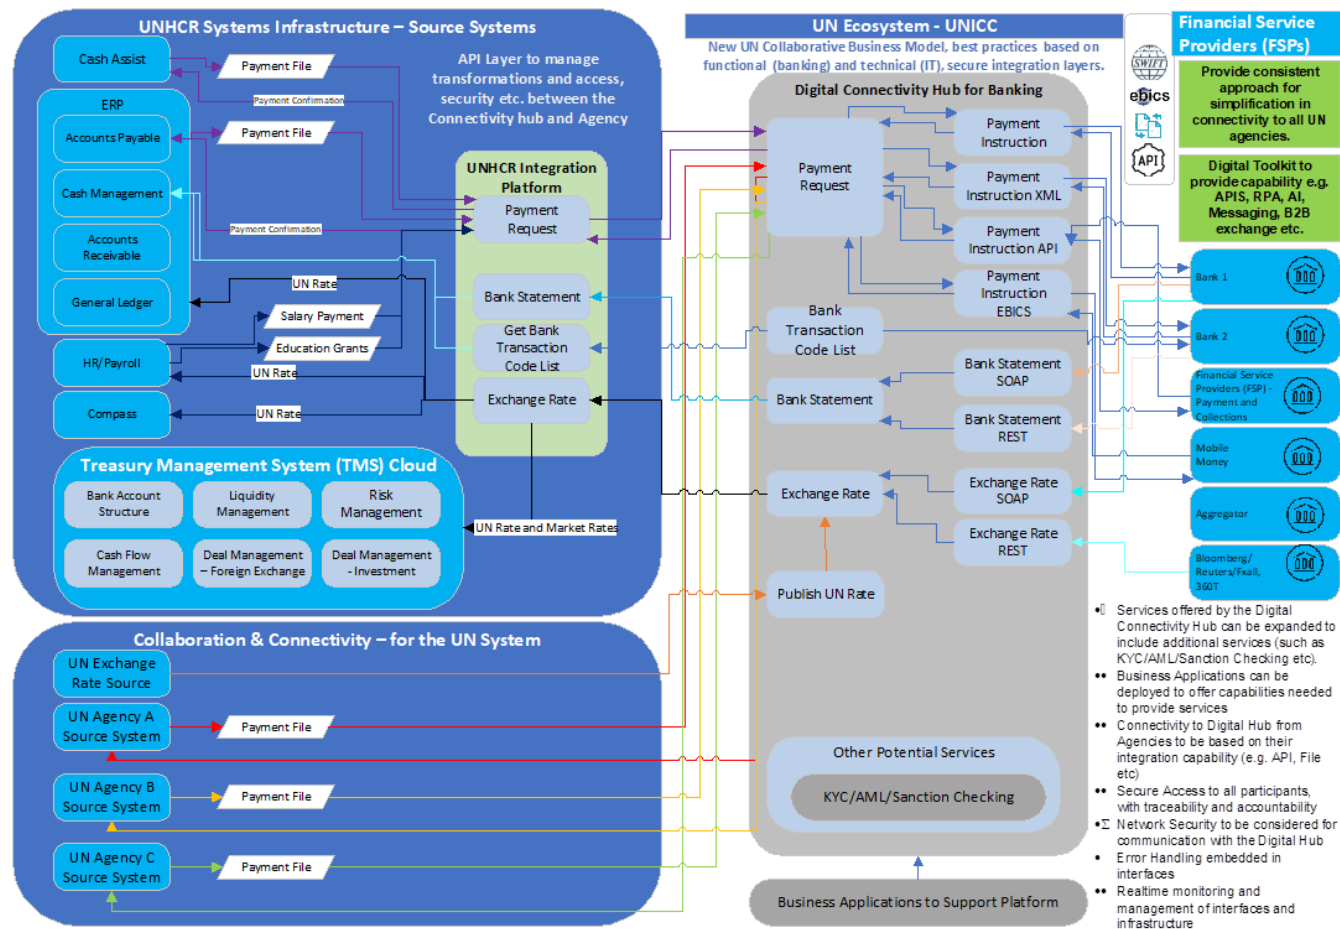 UNHCR Systems Infrastructure – Source Systems
Cash Assist
Payment File
Payment Confirmation
API Layer to manage
transformations and access,
security etc. between the
Connectivity hub and Agency
ERP
Accounts Payable
Payment File
Cash Management
Payment Confirmation
Accounts
Receivable
General Ledger
UN Rate
Salary Payment
Education Grants
HR/Payroll
UN Rate
Compass
UN Rate
UNHCR Integration
Platform
Payment
Request
Bank Statement
Get Bank
Transaction
Code List
Exchange Rate
Treasury Management System (TMS) Cloud
Bank Account
Structure
Liquidity
Management
Risk
Management
Cash Flow
Management
Deal Management
– Foreign Exchange
Deal Management
- Investment
UN Rate and Market Rates
Collaboration & Connectivity – for the UN System
UN Exchange
Rate Source
UN Agency A
Source System
Payment File
UN Agency B
Source System
Payment File
UN Agency C
Source System
Payment File
UN Ecosystem - UNICC
New UN Collaborative Business Model, best practices based on
functional (banking) and technical (IT), secure integration layers.
Digital Connectivity Hub for Banking
Payment
Request
Payment
Instruction
Payment
Instruction XML
Payment
Instruction API
Payment
Instruction
EBICS
Bank
Transaction
Code List
Bank Statement
SOAP
Bank Statement
Bank Statement
REST
Exchange Rate
Exchange Rate
SOAP
Exchange Rate
REST
Publish UN Rate
Other Potential Services
KYC/AML/Sanction Checking
Business Applications to Support Platform
SWIFT
ebics
API
Financial Service
Providers (FSPs)
Provide consistent
approach for
simplification in
connectivity to all UN
agencies.
Digital Toolkit to
provide capability e.g.
APIS, RPA, AI,
Messaging, B2B
exchange etc.
Bank 1
Bank 2
Financial Service
Providers (FSP) -
Payment and
Collections
Mobile
Money
Aggregator
Bloomberg/
Reuters/Fxall,
360T
•▯ Services offered by the Digital
Connectivity Hub can be expanded to
include additional services (such as
KYC/AML/Sanction Checking etc).
•• Business Applications can be
deployed to offer capabilities needed
to provide services
•• Connectivity to Digital Hub from
Agencies to be based on their
integration capability (e.g. API, File
etc)
•• Secure Access to all participants,
with traceability and accountability
•Σ Network Security to be considered for
communication with the Digital Hub
• Error Handling embedded in
interfaces
•• Realtime monitoring and
management of interfaces and
infrastructure